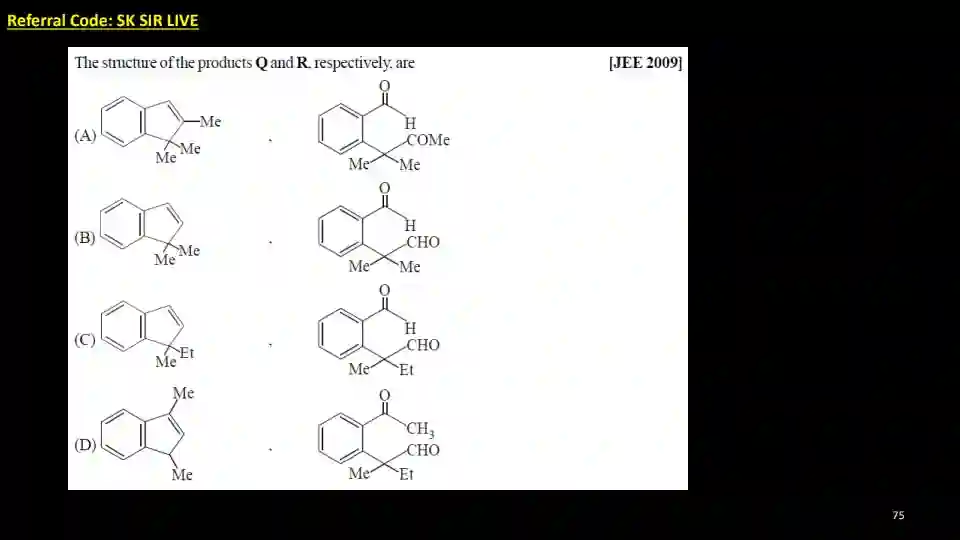 Referral Code: SK SIR LIVE
The structure of the products Q and R, respectively, are [JEE 2009]
(A) Me Me Me , O H COMe Me Me
(B) Me Me , O H CHO Me Me
(C) Me Et , O H CHO Me Et
(D) Me Me , O CH3 CHO Me Et
75